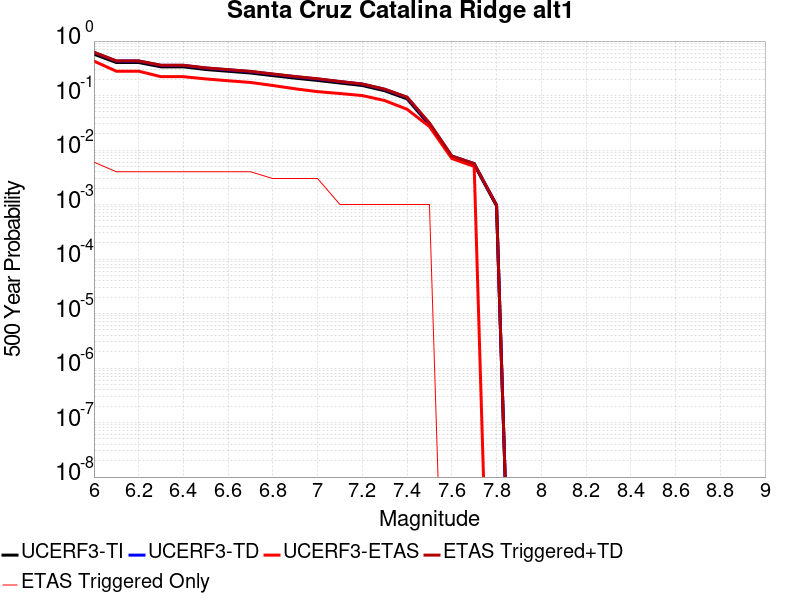 Santa Cruz Catalina Ridge alt1
500 Year Probability
10^0
10^-1
10^-2
10^-3
10^-4
10^-5
10^-6
10^-7
10^-8
6 6.2 6.4 6.6 6.8 7 7.2 7.4 7.6 7.8 8 8.2 8.4 8.6 8.8 9
Magnitude
UCERF3-TI UCERF3-TD UCERF3-ETAS ETAS Triggered+TD
ETAS Triggered Only